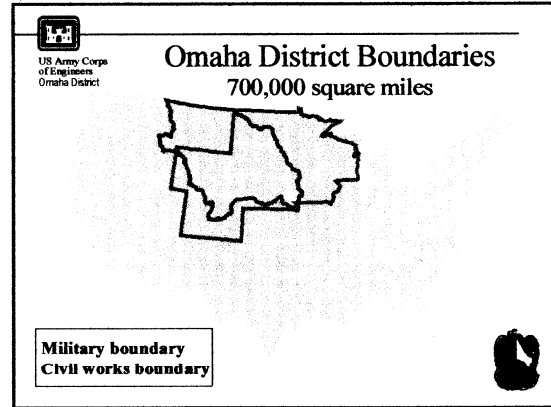 US Army Corps
of Engineers
Omaha District
Omaha District Boundaries
700,000 square miles
Military boundary
Civil works boundary